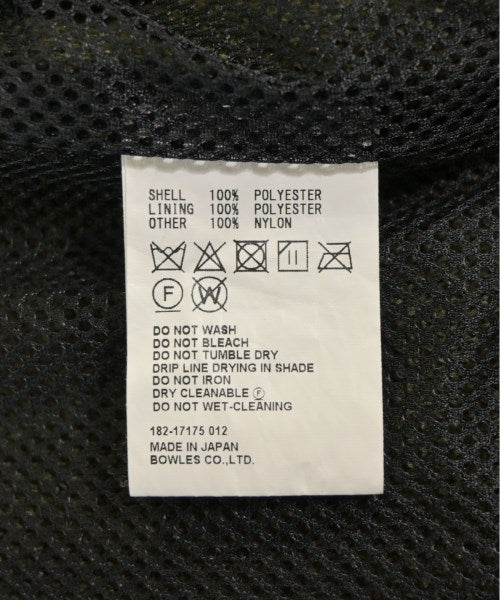 SHELL 100% POLYESTER
LINING 100% POLYESTER
OTHER 100% NYLON
F W
DO NOT WASH
DO NOT BLEACH
DO NOT TUMBLE DRY
DRIP LINE DRYING IN SHADE
DO NOT IRON
DRY CLEANABLE Ⓕ
DO NOT WET-CLEANING
182-17175 012
MADE IN JAPAN
BOWLES CO.,LTD.